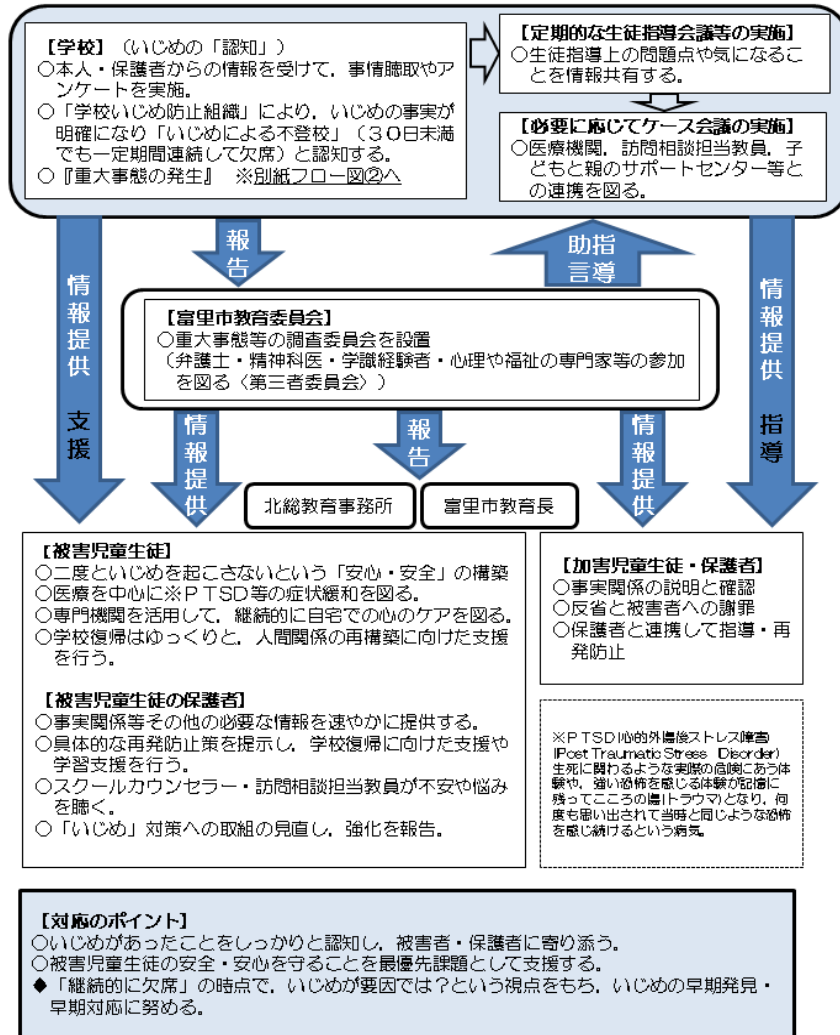 【学校】（いじめの「認知」）
○本人・保護者からの情報を受けて，事情聴取やア
ンケートを実施。
○「学校いじめ防止組織」により，いじめの事実が
明確になり「いじめによる不登校」（３０日未満
でも一定期間連続して欠席）と認知する。
○『重大事態の発生』　※別紙フロー図②へ
【定期的な生徒指導会議等の実施】
○生徒指導上の問題点や気になるこ
とを情報共有する。
【必要に応じてケース会議の実施】
○医療機関，訪問相談担当教員，子
どもと親のサポートセンター等と
の連携を図る。
情報提供　支援
報告
助言
指導
情報提供　指導
【富里市教育委員会】
○重大事態等の調査委員会を設置
（弁護士・精神科医・学識経験者・心理や福祉の専門家等の参加
を図る〈第三者委員会〉）
情報提供
報告
情報提供
北総教育事務所
富里市教育長
【被害児童生徒】
○二度といじめを起こさないという「安心・安全」の構築
○医療を中心に※ＰＴＳＤ等の症状緩和を図る。
○専門機関を活用して，継続的に自宅での心のケアを図る。
○学校復帰はゆっくりと，人間関係の再構築に向けた支援
を行う。
【被害児童生徒の保護者】
○事実関係等その他の必要な情報を速やかに提供する。
○具体的な再発防止策を提示し，学校復帰に向けた支援や
学習支援を行う。
○スクールカウンセラー・訪問相談担当教員が不安や悩み
を聴く。
○「いじめ」対策への取組の見直し，強化を報告。
【加害児童生徒・保護者】
○事実関係の説明と確認
○反省と被害者への謝罪
○保護者と連携して指導・再
発防止
※ＰＴＳＤ|心的外傷後ストレス障害
(Post Traumatic Stress Disorder)
生死に関わるような実際の危険にあう体
験や，強い恐怖を感じる体験が記憶に
残ってこころの傷(トラウマ)となり，何
度も思い出されて当時と同じような恐怖
を感じ続けるという病気。
【対応のポイント】
○いじめがあったことをしっかりと認知し，被害者・保護者に寄り添う。
○被害児童生徒の安全・安心を守ることを最優先課題として支援する。
◆「継続的に欠席」の時点で，いじめが要因では？という視点をもち，いじめの早期発見・
早期対応に努める。